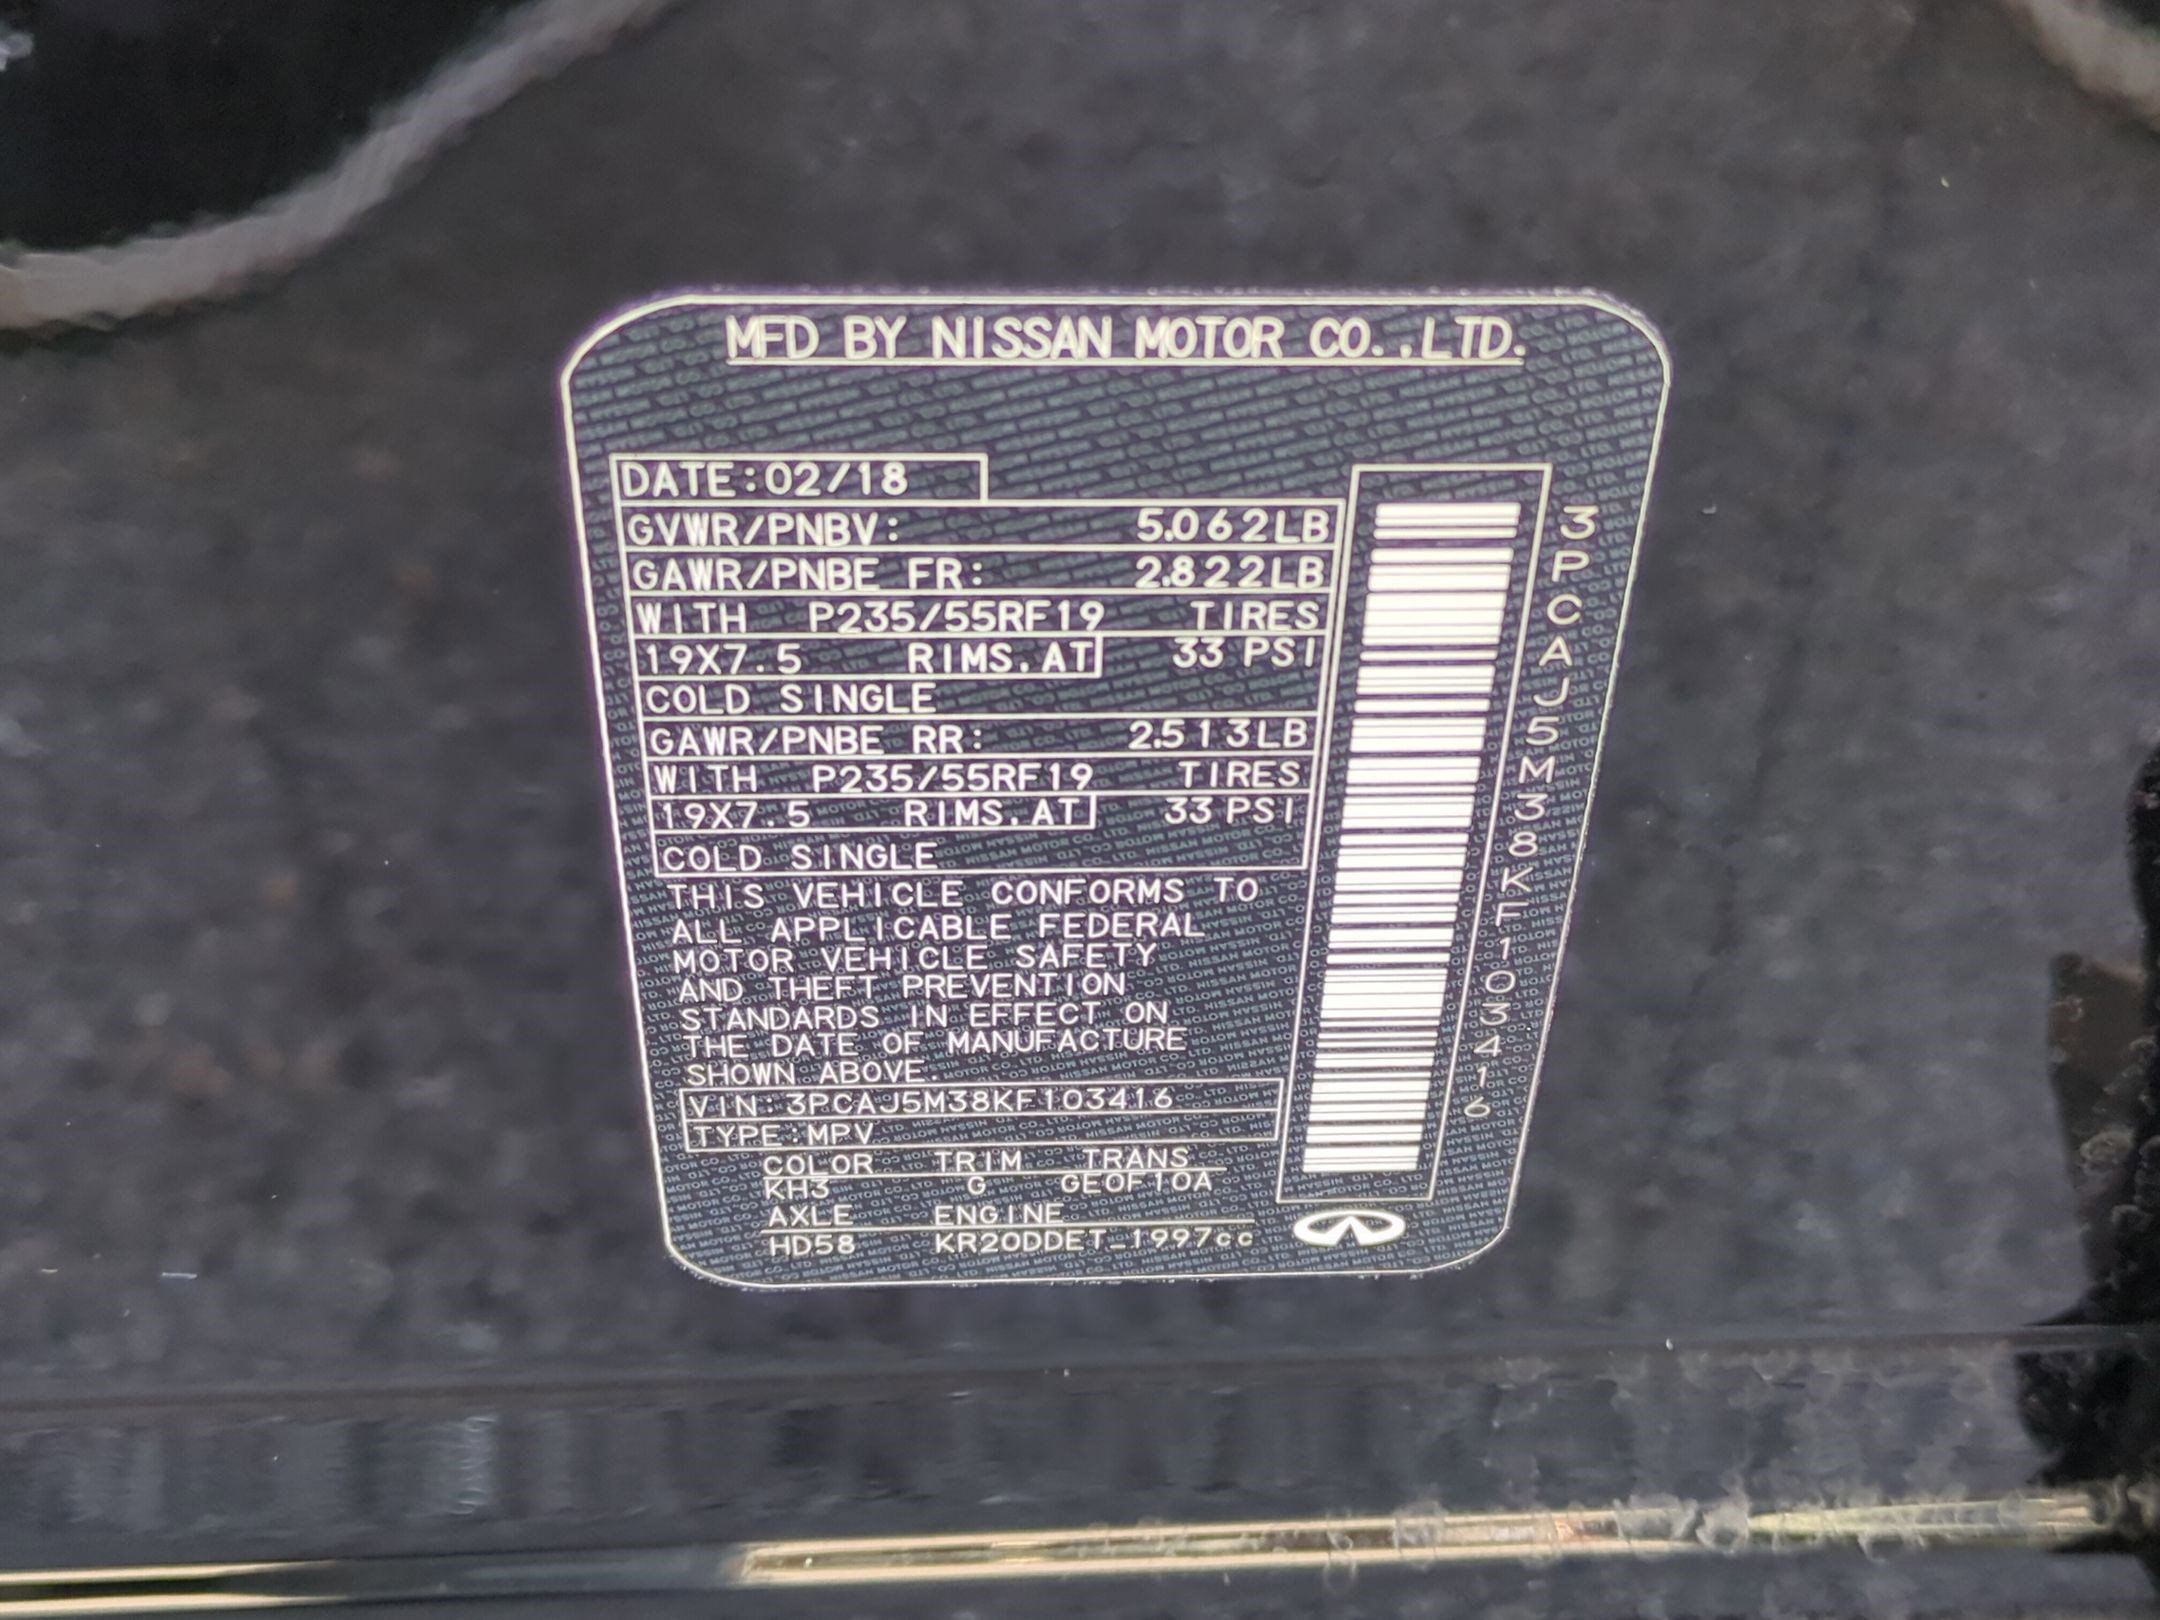 MFD BY NISSAN MOTOR CO.,LTD.
DATE:02/18
GVWR/PNBV: 5.062LB
GAWR/PNBE FR: 2.822LB
WITH P235/55RF19 TIRES
19X7.5 RIMS.AT 33 PSI
COLD SINGLE
GAWR/PNBE RR: 2.513LB
WITH P235/55RF19 TIRES
19X7.5 RIMS.AT 33 PSI
COLD SINGLE
THIS VEHICLE CONFORMS TO
ALL APPLICABLE FEDERAL
MOTOR VEHICLE SAFETY
AND THEFT PREVENTION
STANDARDS IN EFFECT ON
THE DATE OF MANUFACTURE
SHOWN ABOVE.
VIN:3PCAJ5M38KF103416
TYPE:MPV
COLOR TRIM TRANS
KH3 G GEOF10A
AXLE ENGINE
HD58 KR20DDET-1997cc
3PCAJ5M38KF103416